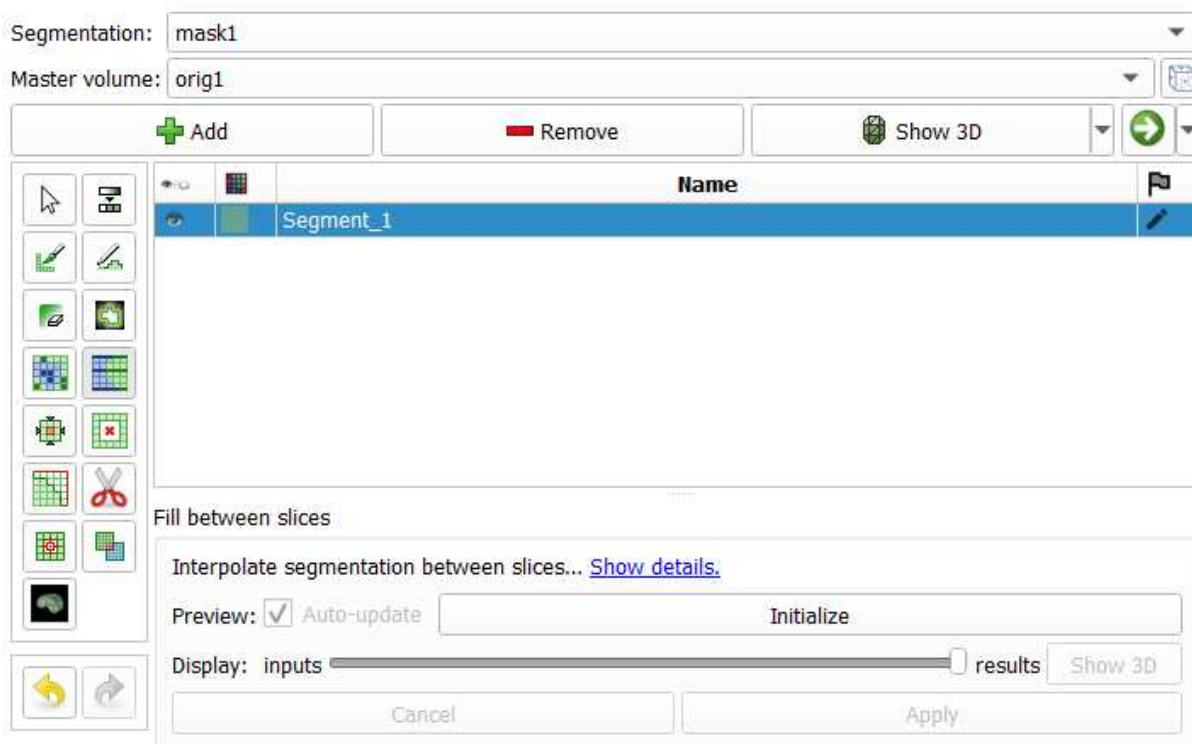 Segmentation: mask1
Master volume: orig1
Add Remove Show 3D
Name
Segment_1
Fill between slices
Interpolate segmentation between slices... Show details.
Preview: Auto-update Initialize
Display: inputs results Show 3D
Cancel Apply